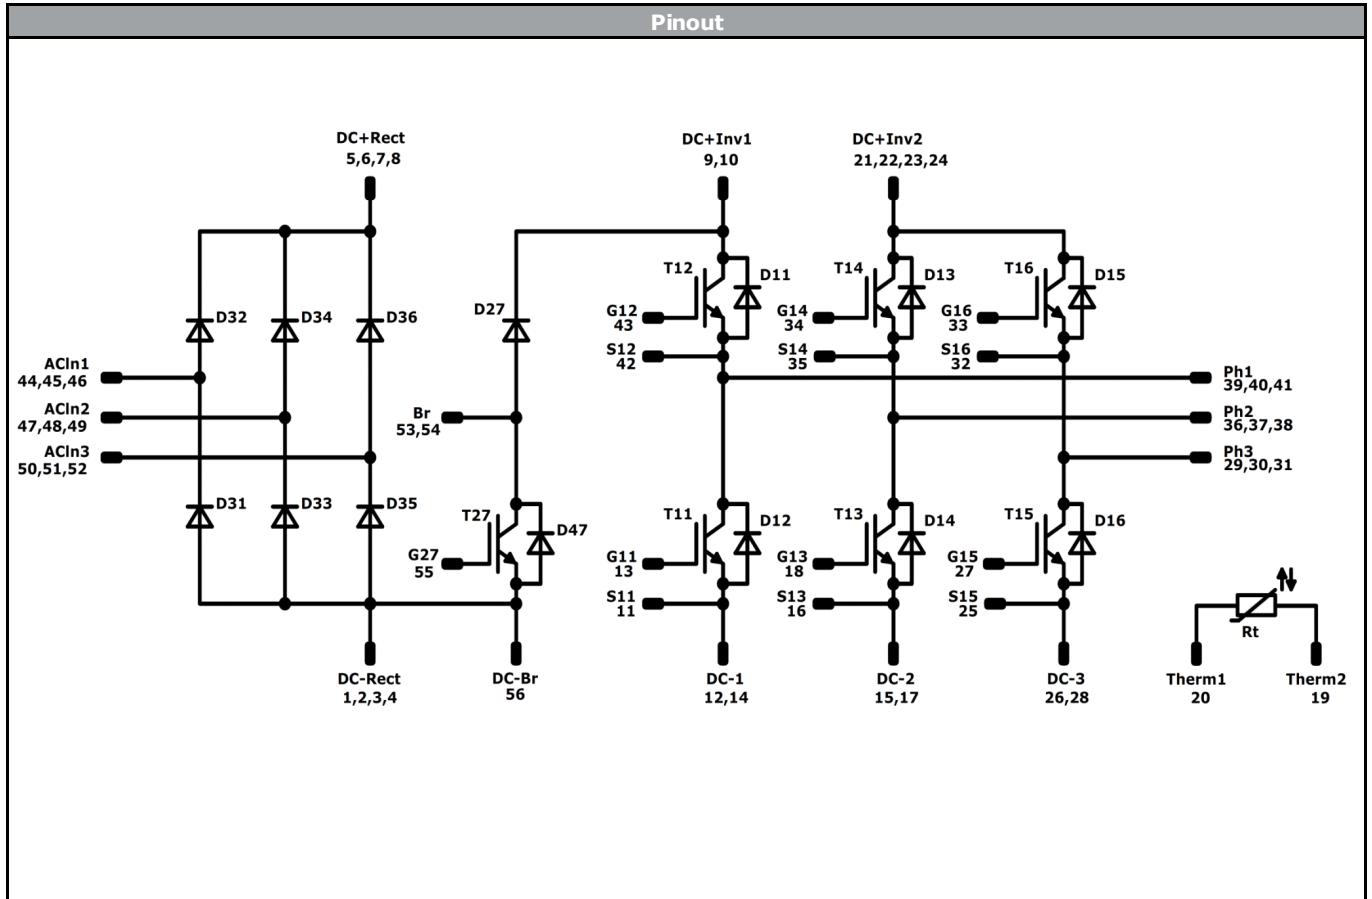 Pinout
DC+Rect
5,6,7,8
DC+Inv1
9,10
DC+Inv2
21,22,23,24
T12
D11
T14
D13
T16
D15
D32
D34
D36
D27
G12
43
G14
34
G16
33
S12
42
S14
35
S16
32
ACIn1
44,45,46
Ph1
39,40,41
ACIn2
47,48,49
Br
53,54
Ph2
36,37,38
ACIn3
50,51,52
Ph3
29,30,31
D31
D33
D35
T27
D47
T11
D12
T13
D14
T15
D16
G27
55
G11
13
G13
18
G15
27
S11
11
S13
16
S15
25
Rt
DC-Rect
1,2,3,4
DC-Br
56
DC-1
12,14
DC-2
15,17
DC-3
26,28
Therm1
20
Therm2
19